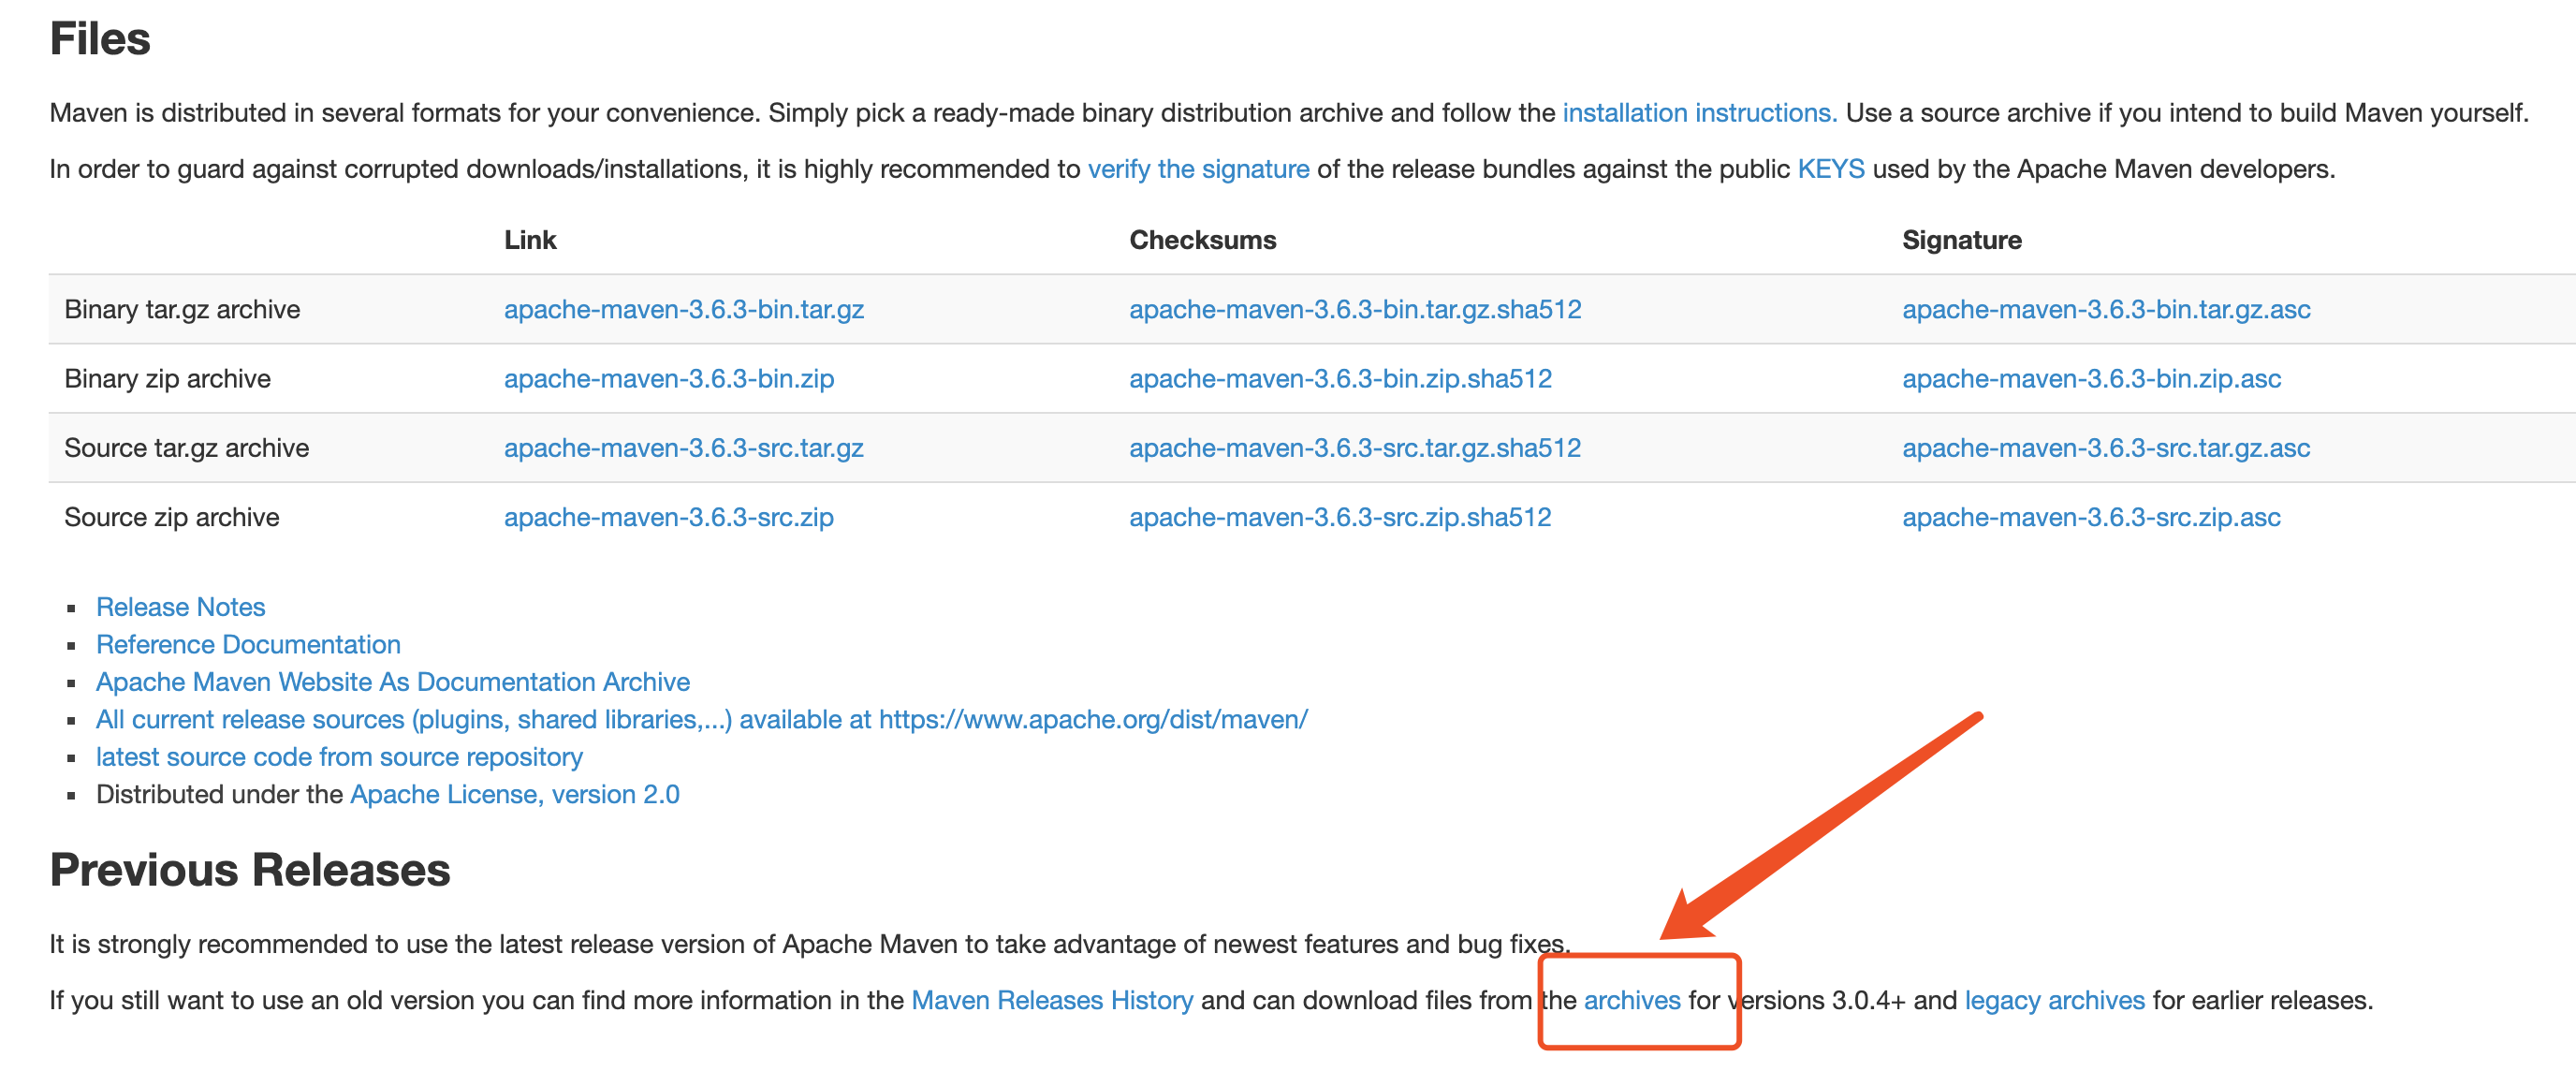 Files
Maven is distributed in several formats for your convenience. Simply pick a ready-made binary distribution archive and follow the installation instructions. Use a source archive if you intend to build Maven yourself.
In order to guard against corrupted downloads/installations, it is highly recommended to verify the signature of the release bundles against the public KEYS used by the Apache Maven developers.
Link Checksums Signature
Binary tar.gz archive apache-maven-3.6.3-bin.tar.gz apache-maven-3.6.3-bin.tar.gz.sha512 apache-maven-3.6.3-bin.tar.gz.asc
Binary zip archive apache-maven-3.6.3-bin.zip apache-maven-3.6.3-bin.zip.sha512 apache-maven-3.6.3-bin.zip.asc
Source tar.gz archive apache-maven-3.6.3-src.tar.gz apache-maven-3.6.3-src.tar.gz.sha512 apache-maven-3.6.3-src.tar.gz.asc
Source zip archive apache-maven-3.6.3-src.zip apache-maven-3.6.3-src.zip.sha512 apache-maven-3.6.3-src.zip.asc
▪ Release Notes
▪ Reference Documentation
▪ Apache Maven Website As Documentation Archive
▪ All current release sources (plugins, shared libraries,...) available at https://www.apache.org/dist/maven/
▪ latest source code from source repository
▪ Distributed under the Apache License, version 2.0
Previous Releases
It is strongly recommended to use the latest release version of Apache Maven to take advantage of newest features and bug fixes.
If you still want to use an old version you can find more information in the Maven Releases History and can download files from the archives for versions 3.0.4+ and legacy archives for earlier releases.